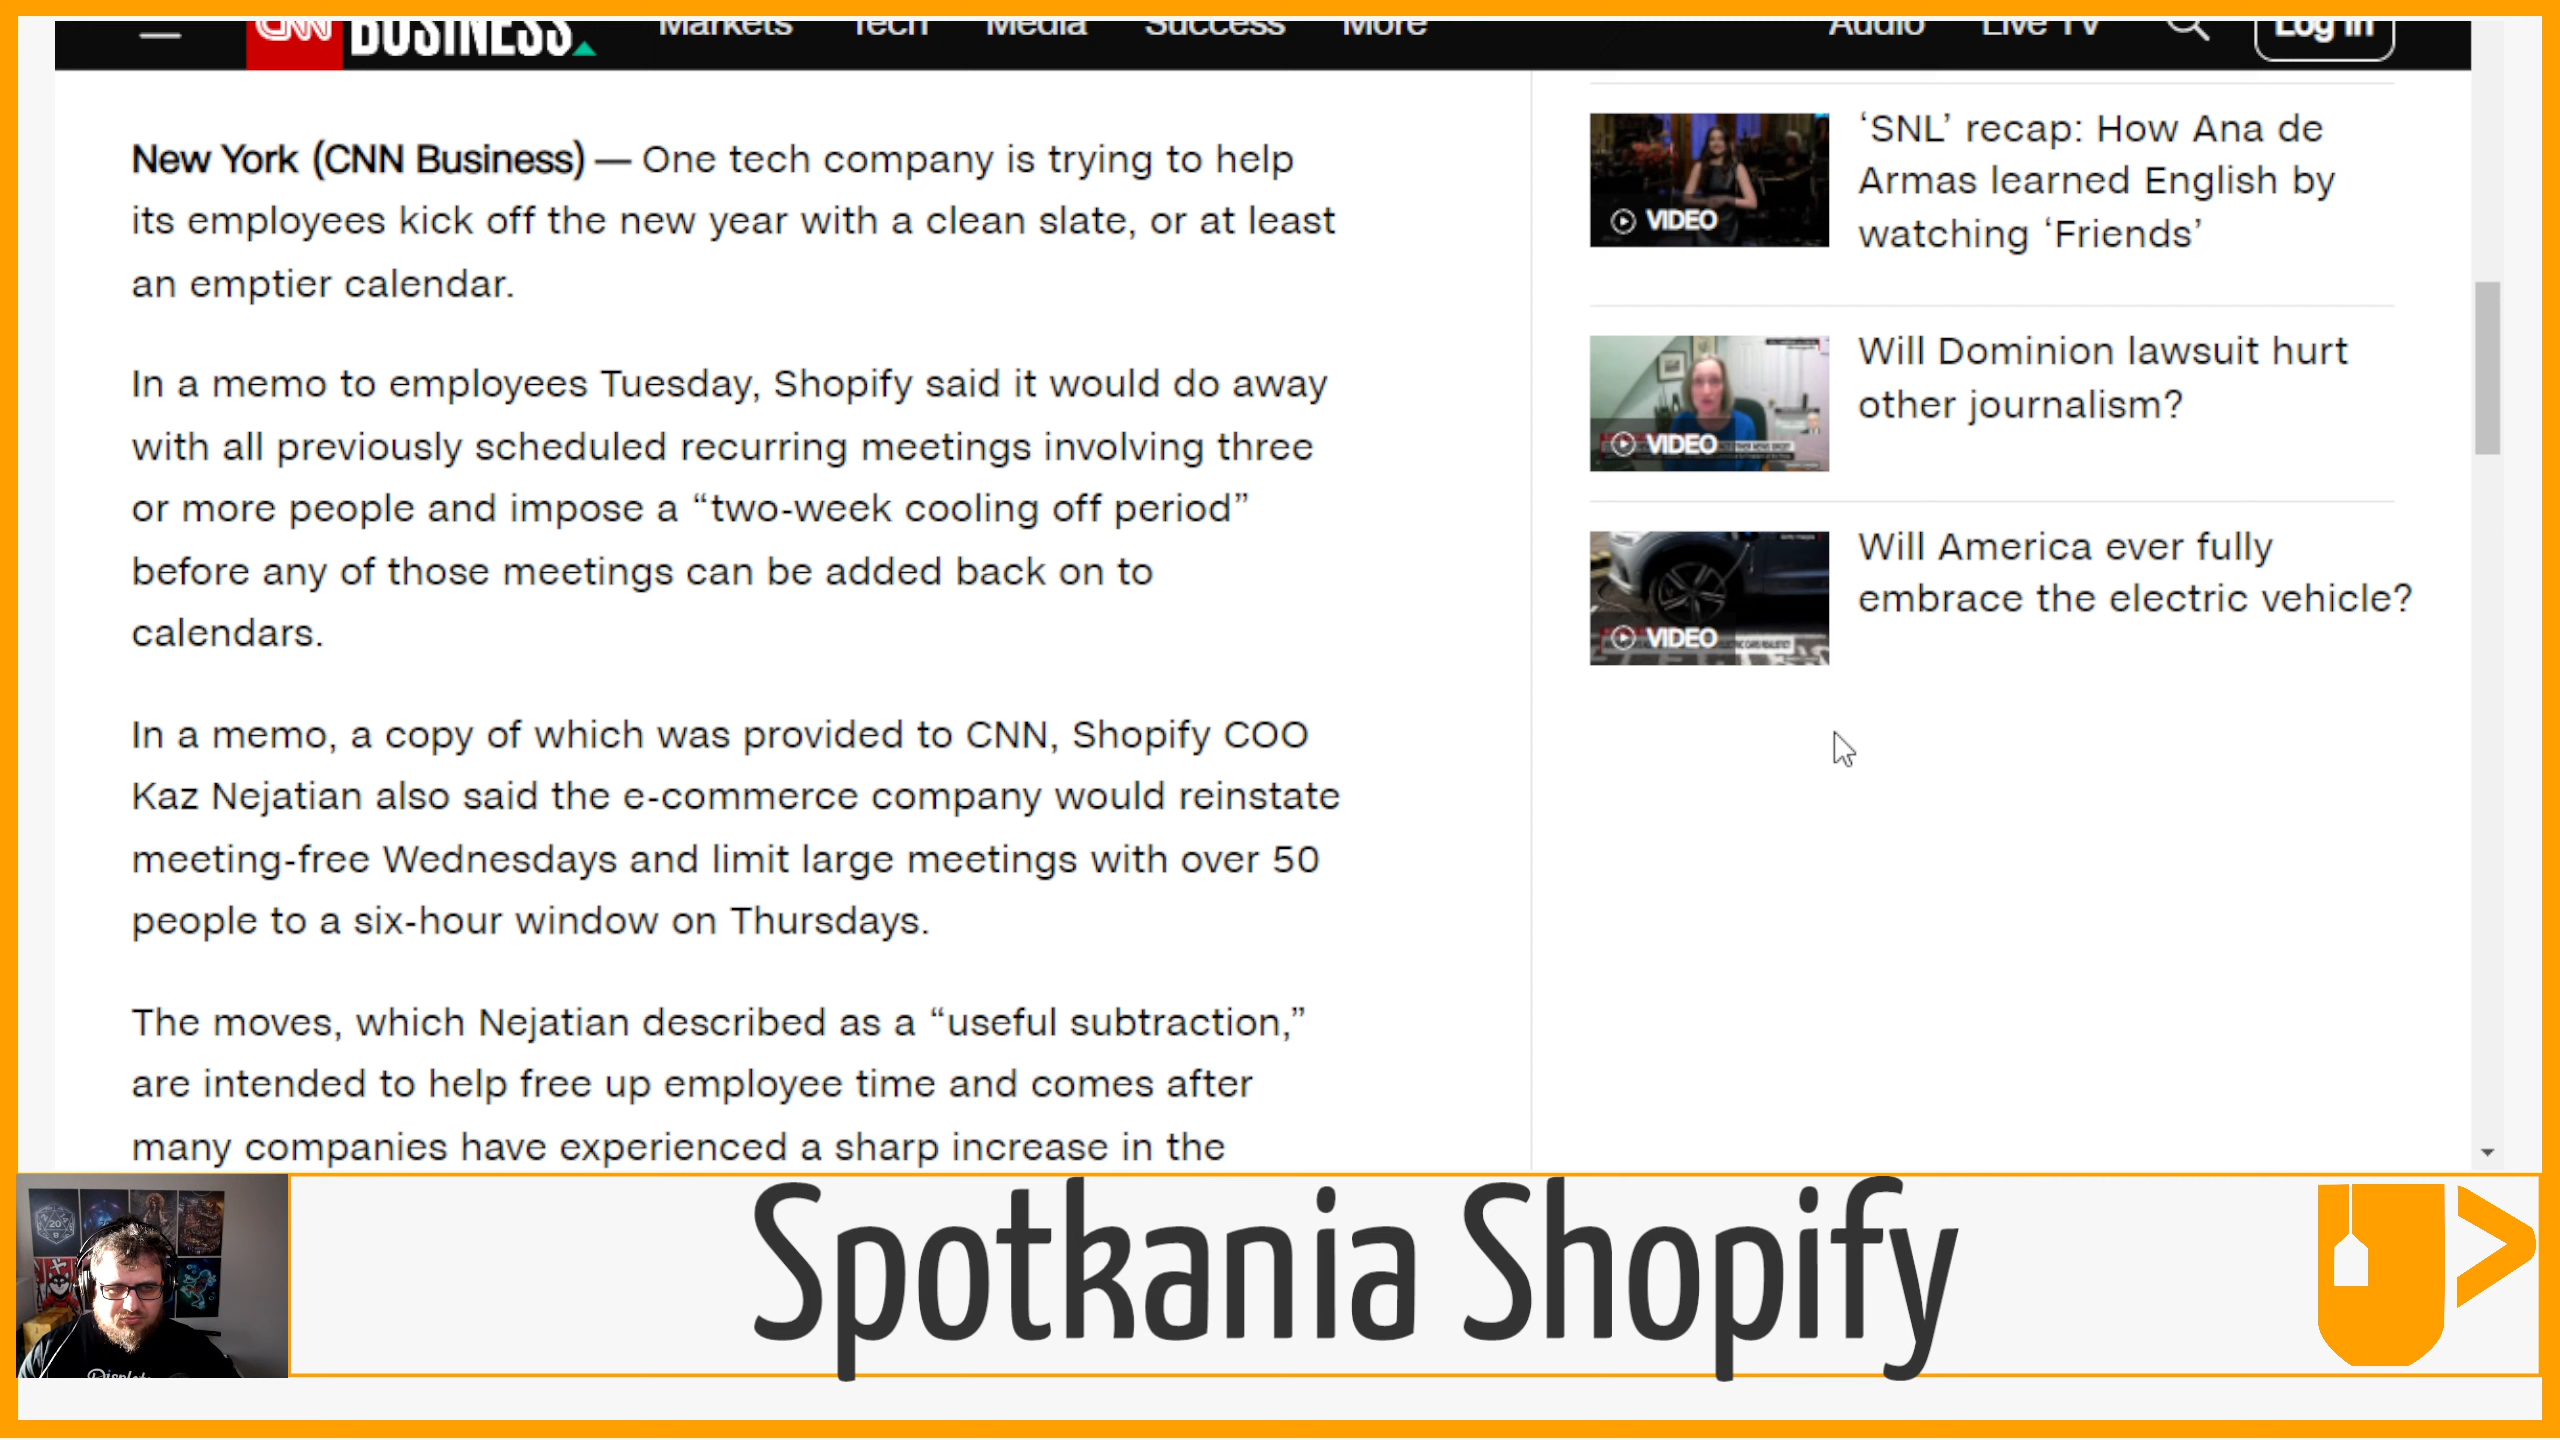 CNN BUSINESS Markets Tech Media Success More Audio Live TV Log In
New York (CNN Business) — One tech company is trying to help
its employees kick off the new year with a clean slate, or at least
an emptier calendar.
In a memo to employees Tuesday, Shopify said it would do away
with all previously scheduled recurring meetings involving three
or more people and impose a “two-week cooling off period”
before any of those meetings can be added back on to
calendars.
In a memo, a copy of which was provided to CNN, Shopify COO
Kaz Nejatian also said the e-commerce company would reinstate
meeting-free Wednesdays and limit large meetings with over 50
people to a six-hour window on Thursdays.
The moves, which Nejatian described as a “useful subtraction,”
are intended to help free up employee time and comes after
many companies have experienced a sharp increase in the
‘SNL’ recap: How Ana de
Armas learned English by
watching ‘Friends’
VIDEO
Will Dominion lawsuit hurt
other journalism?
VIDEO
Will America ever fully
embrace the electric vehicle?
VIDEO
Spotkania Shopify